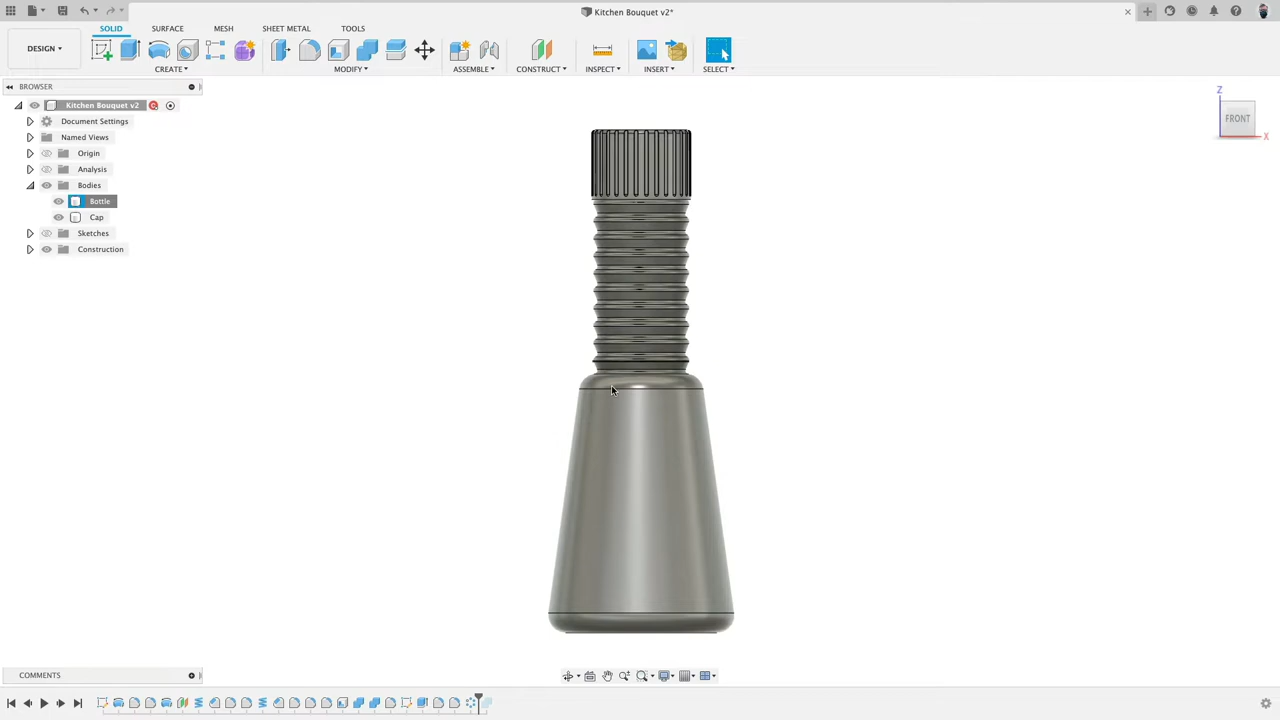 Kitchen Bouquet v2*
DESIGN
SOLID SURFACE MESH SHEET METAL TOOLS
CREATE MODIFY ASSEMBLE CONSTRUCT INSPECT INSERT SELECT
BROWSER
Kitchen Bouquet v2
Document Settings
Named Views
Origin
Analysis
Bodies
Bottle
Cap
Sketches
Construction
Z
FRONT
X
COMMENTS